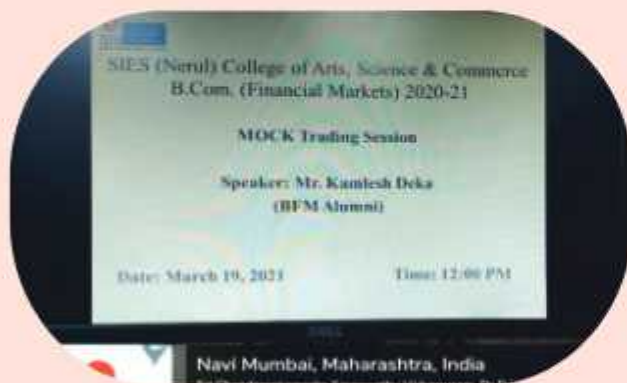 SIES (Nerul) College of Arts, Science & Commerce
B.Com. (Financial Markets) 2020-21
MOCK Trading Session
Speaker: Mr. Kamlesh Deka
(BFM Alumni)
Date: March 19, 2021 Time: 12:00 PM
DELL
Navi Mumbai, Maharashtra, India